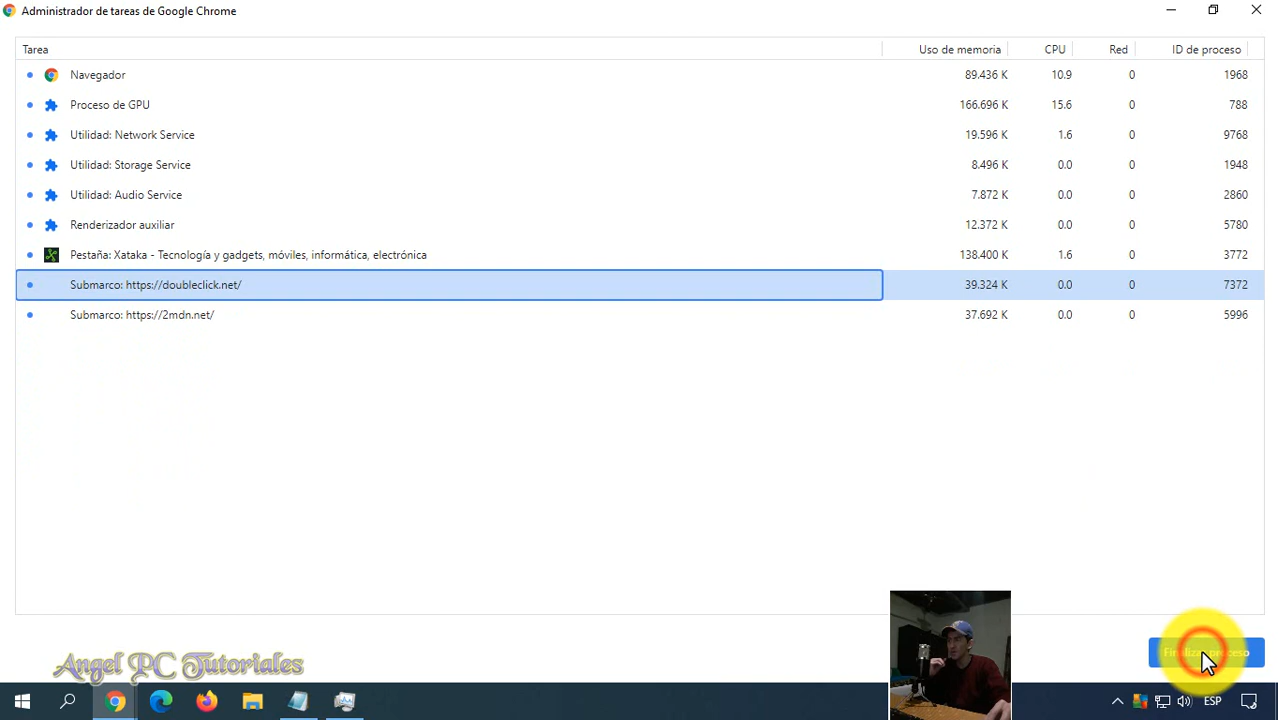 Administrador de tareas de Google Chrome
Tarea Uso de memoria CPU Red ID de proceso
Navegador 89.436 K 10.9 0 1968
Proceso de GPU 166.696 K 15.6 0 788
Utilidad: Network Service 19.596 K 1.6 0 9768
Utilidad: Storage Service 8.496 K 0.0 0 1948
Utilidad: Audio Service 7.872 K 0.0 0 2860
Renderizador auxiliar 12.372 K 0.0 0 5780
Pestaña: Xataka - Tecnología y gadgets, móviles, informática, electrónica 138.400 K 1.6 0 3772
Submarco: https://doubleclick.net/ 39.324 K 0.0 0 7372
Submarco: https://2mdn.net/ 37.692 K 0.0 0 5996
Finalizar proceso
Angel PC Tutoriales
ESP